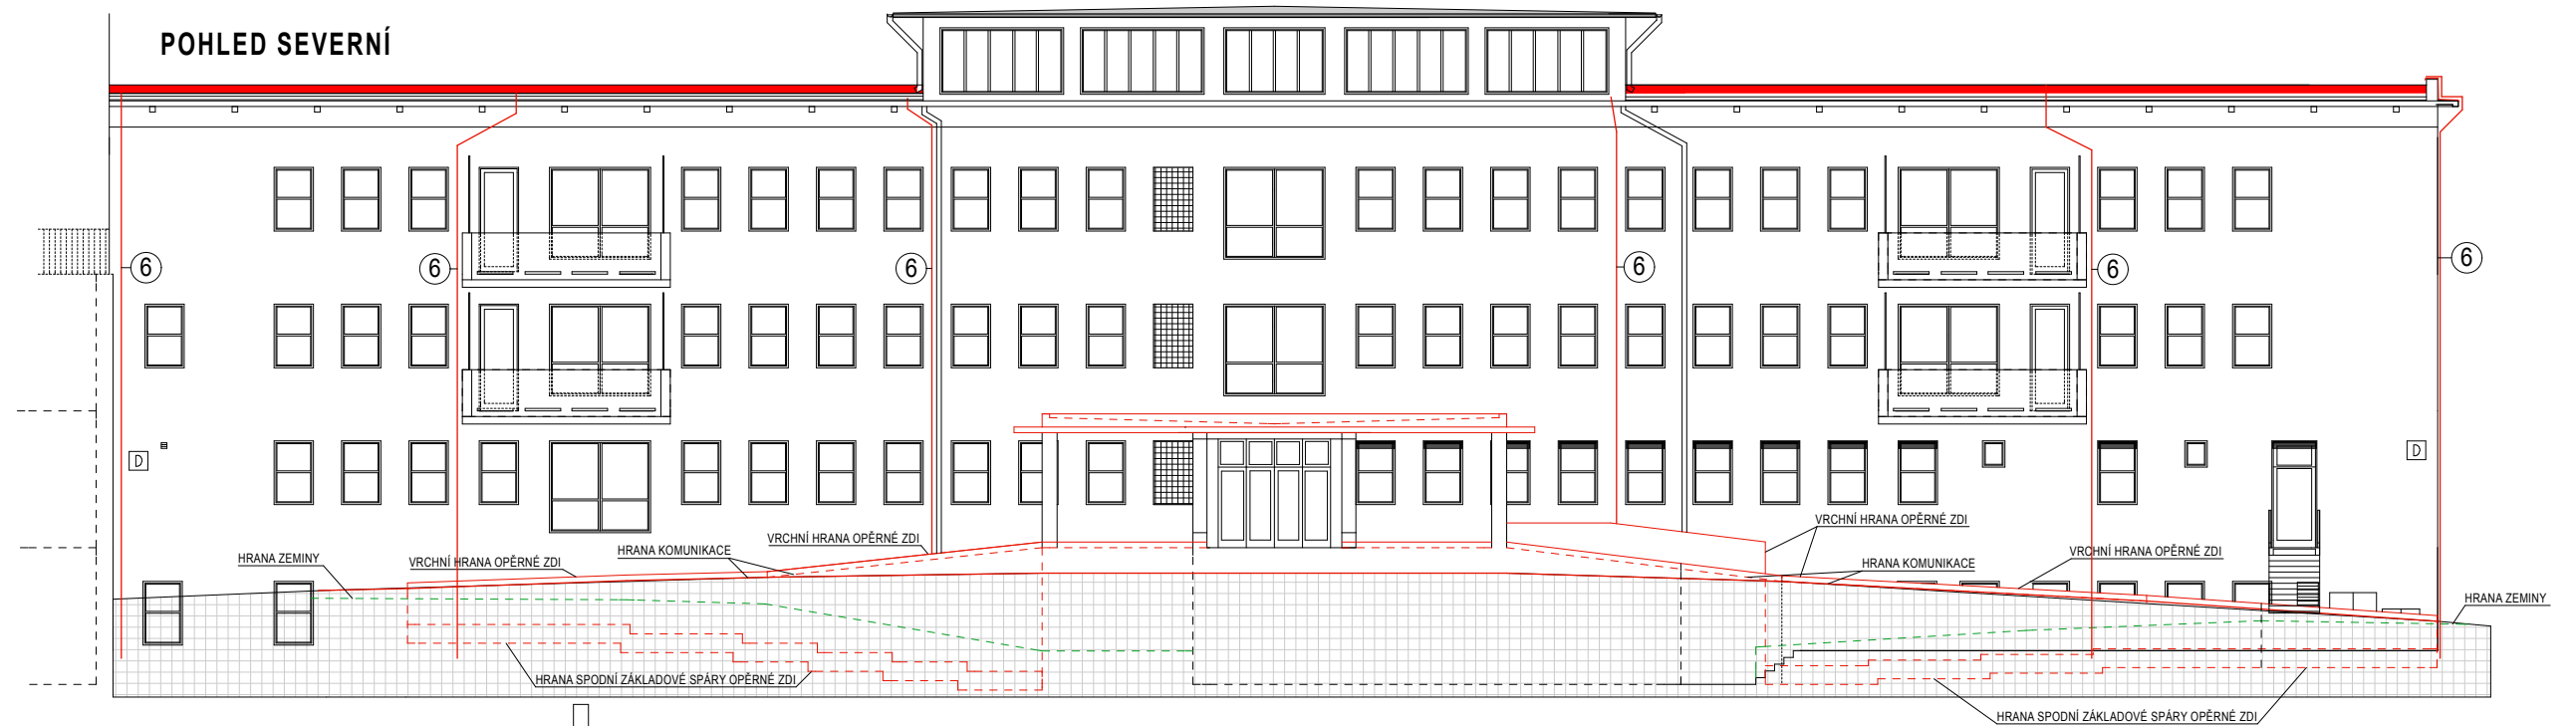 POHLED SEVERNÍ
6
6
6
6
6
6
D
D
VRCHNÍ HRANA OPĚRNÉ ZDI
VRCHNÍ HRANA OPĚRNÉ ZDI
HRANA KOMUNIKACE
HRANA ZEMINY
VRCHNÍ HRANA OPĚRNÉ ZDI
VRCHNÍ HRANA OPĚRNÉ ZDI
HRANA KOMUNIKACE
HRANA ZEMINY
HRANA SPODNÍ ZÁKLADOVÉ SPÁRY OPĚRNÉ ZDI
HRANA SPODNÍ ZÁKLADOVÉ SPÁRY OPĚRNÉ ZDI